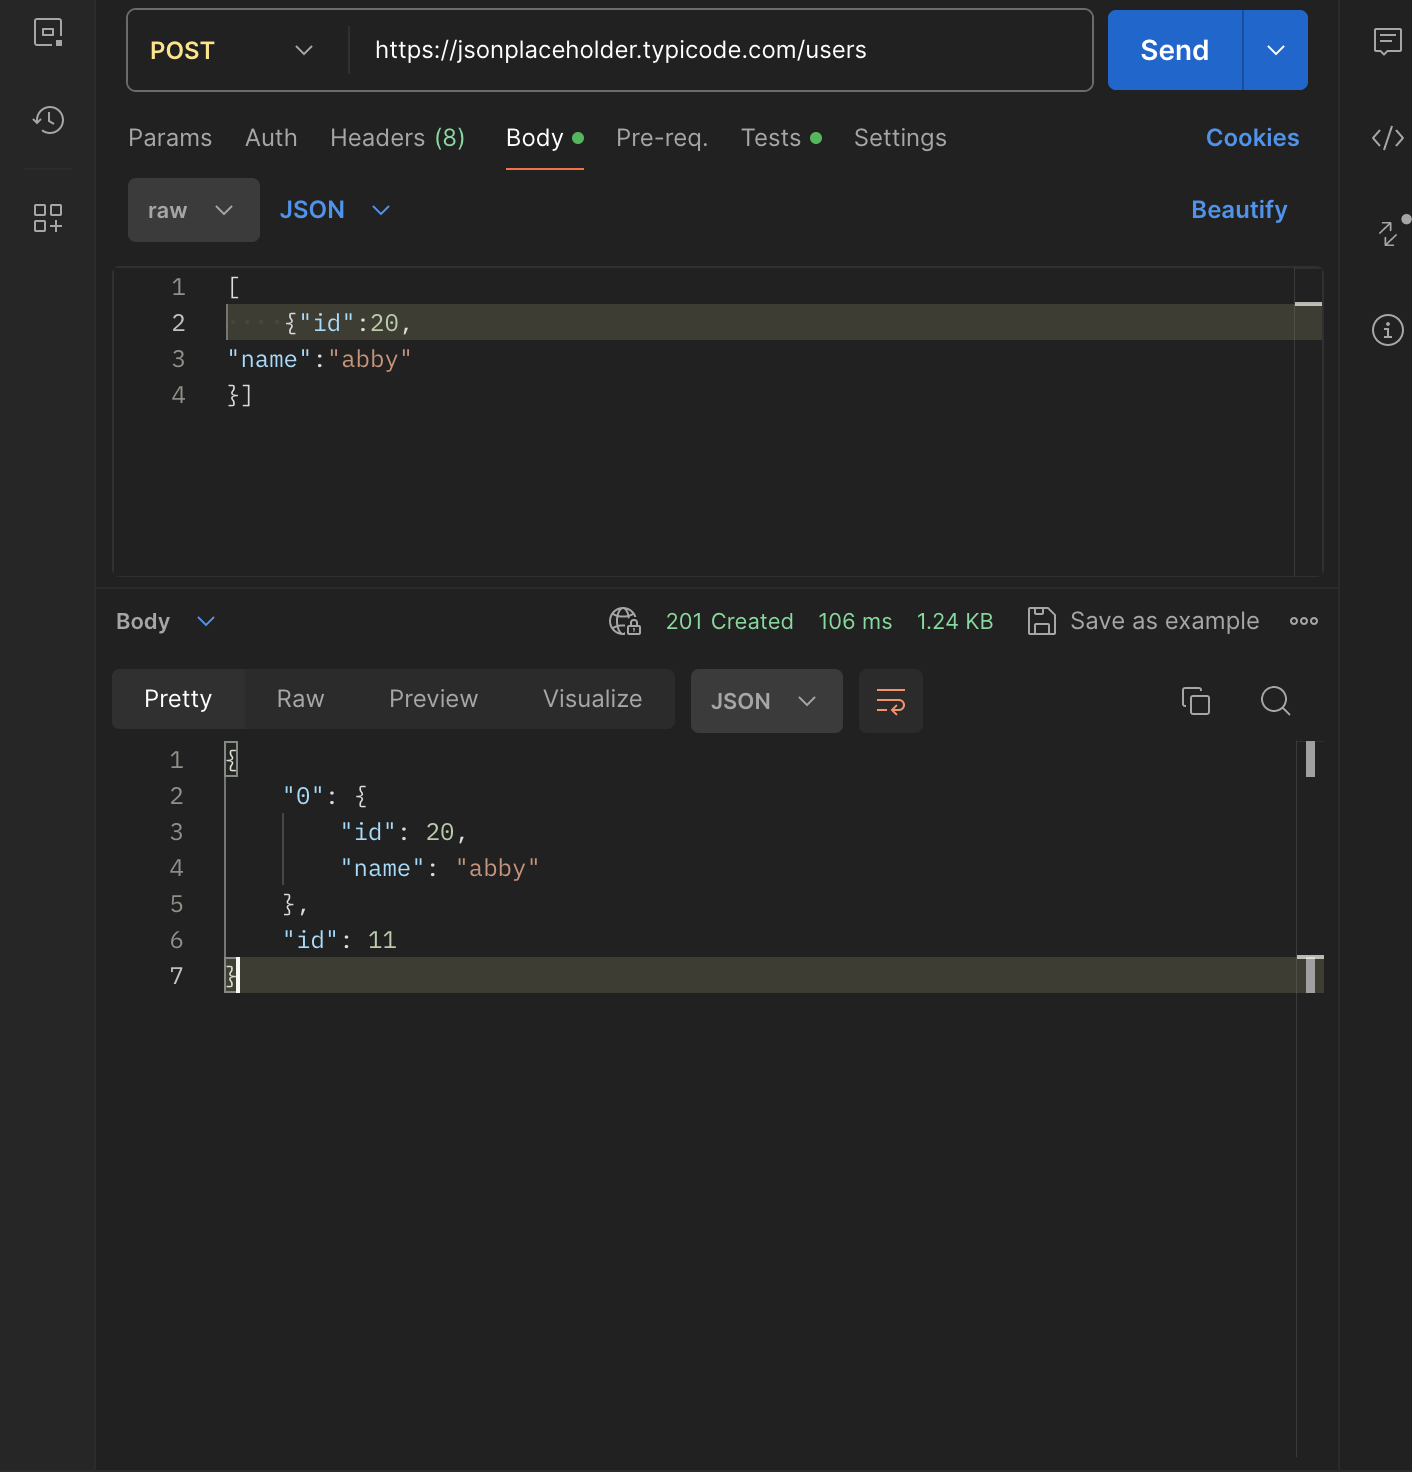 POST https://jsonplaceholder.typicode.com/users Send
Params Auth Headers (8) Body Pre-req. Tests Settings Cookies
raw JSON Beautify
1 [
2 ····{"id":20,
3 "name":"abby"
4 }]
Body 201 Created 106 ms 1.24 KB Save as example
Pretty Raw Preview Visualize JSON
1 {
2 "0": {
3 "id": 20,
4 "name": "abby"
5 },
6 "id": 11
7 }